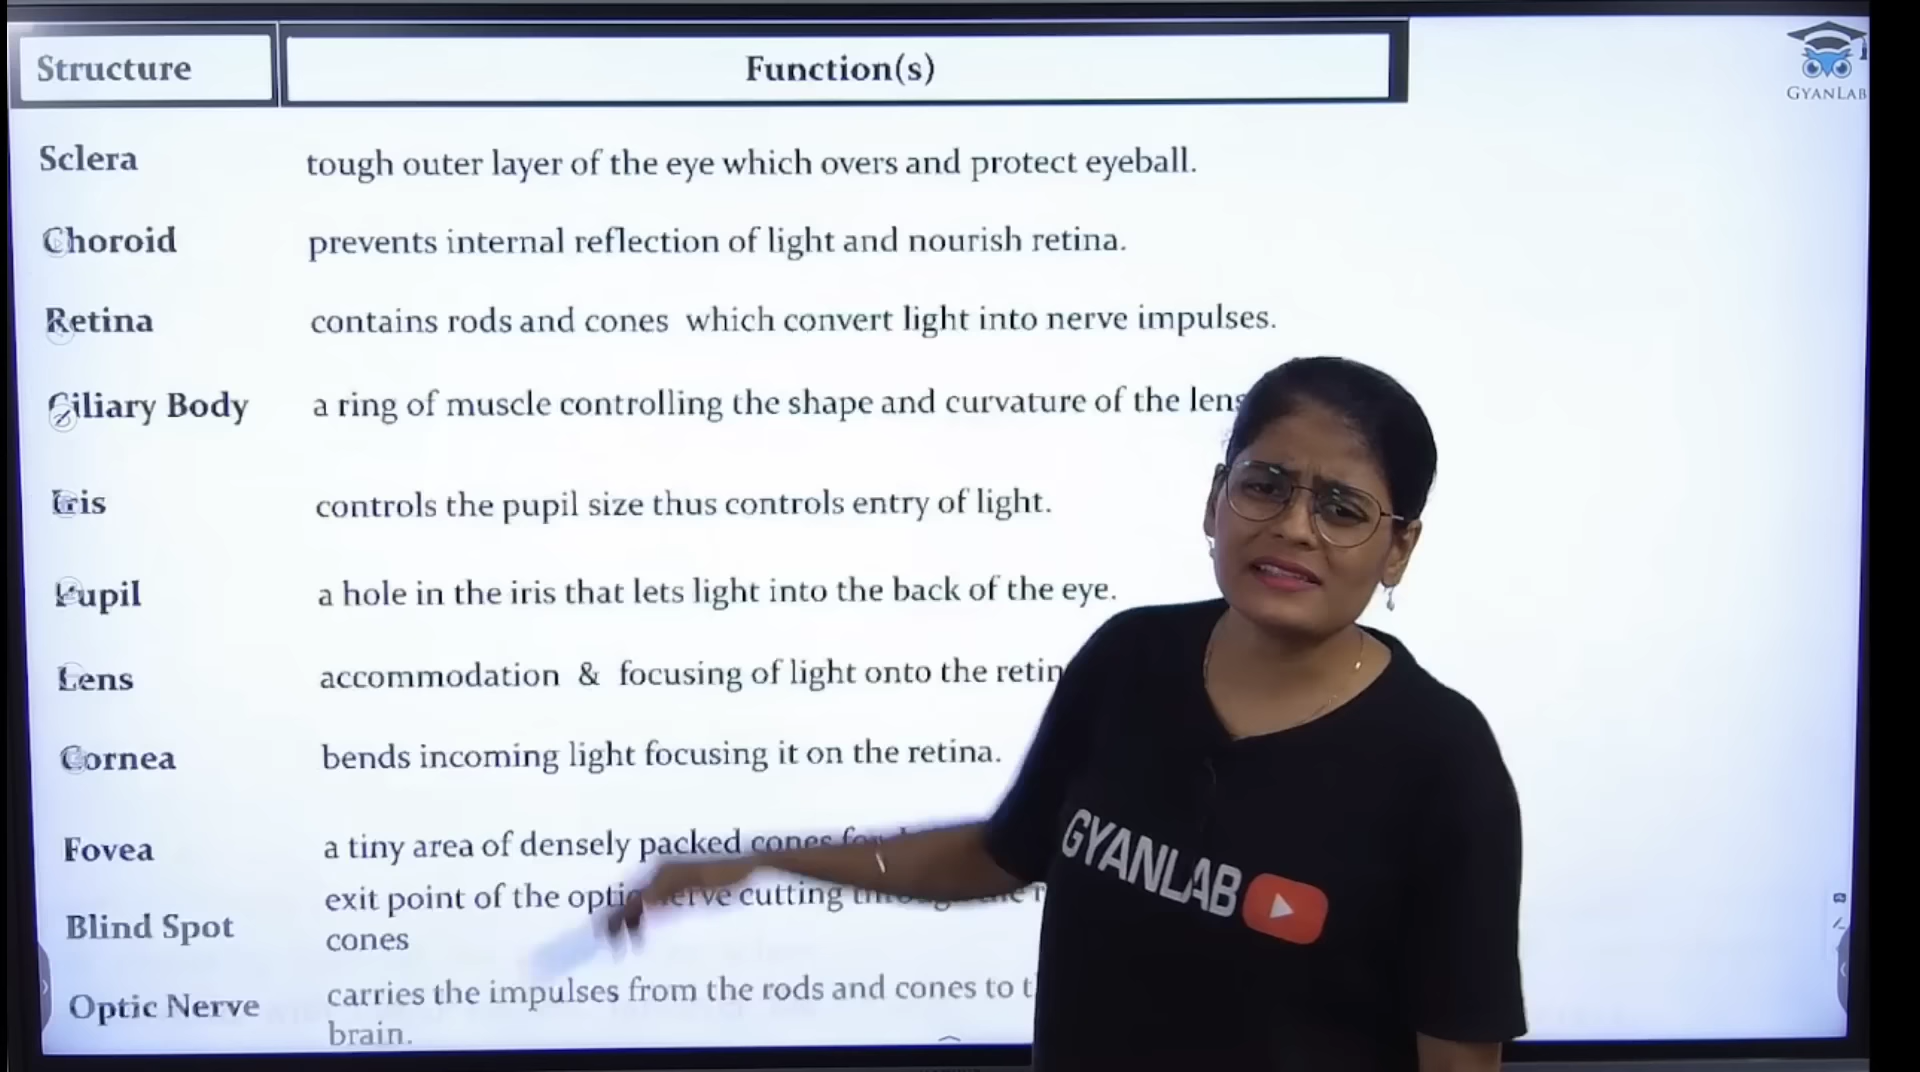 GYANLAB
Structure Function(s)
Sclera tough outer layer of the eye which overs and protect eyeball.
Choroid prevents internal reflection of light and nourish retina.
Retina contains rods and cones which convert light into nerve impulses.
Ciliary Body a ring of muscle controlling the shape and curvature of the lens
Iris controls the pupil size thus controls entry of light.
Pupil a hole in the iris that lets light into the back of the eye.
Lens accommodation & focusing of light onto the
Cornea bends incoming light focusing it on the retina.
Fovea a tiny area of densely packed cones
exit point of the optic nerve cutting through the
Blind Spot
cones
Optic Nerve carries the impulses from the rods and cones to
brain.
GYANLAB